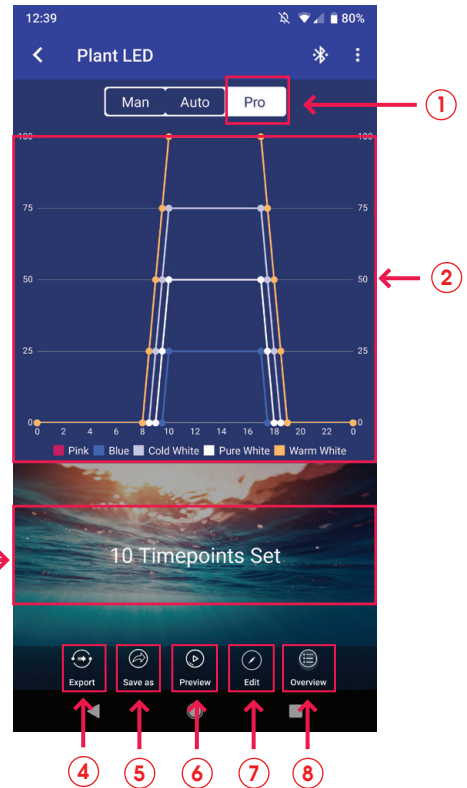 12:39 80%
Plant LED
Man Auto Pro
1
100 100
75 75
50 50
2
25 25
0 0
0 2 4 6 8 10 12 14 16 18 20 22 0
Pink Blue Cold White Pure White Warm White
10 Timepoints Set
Export Save as Preview Edit Overview
4 5 6 7 8